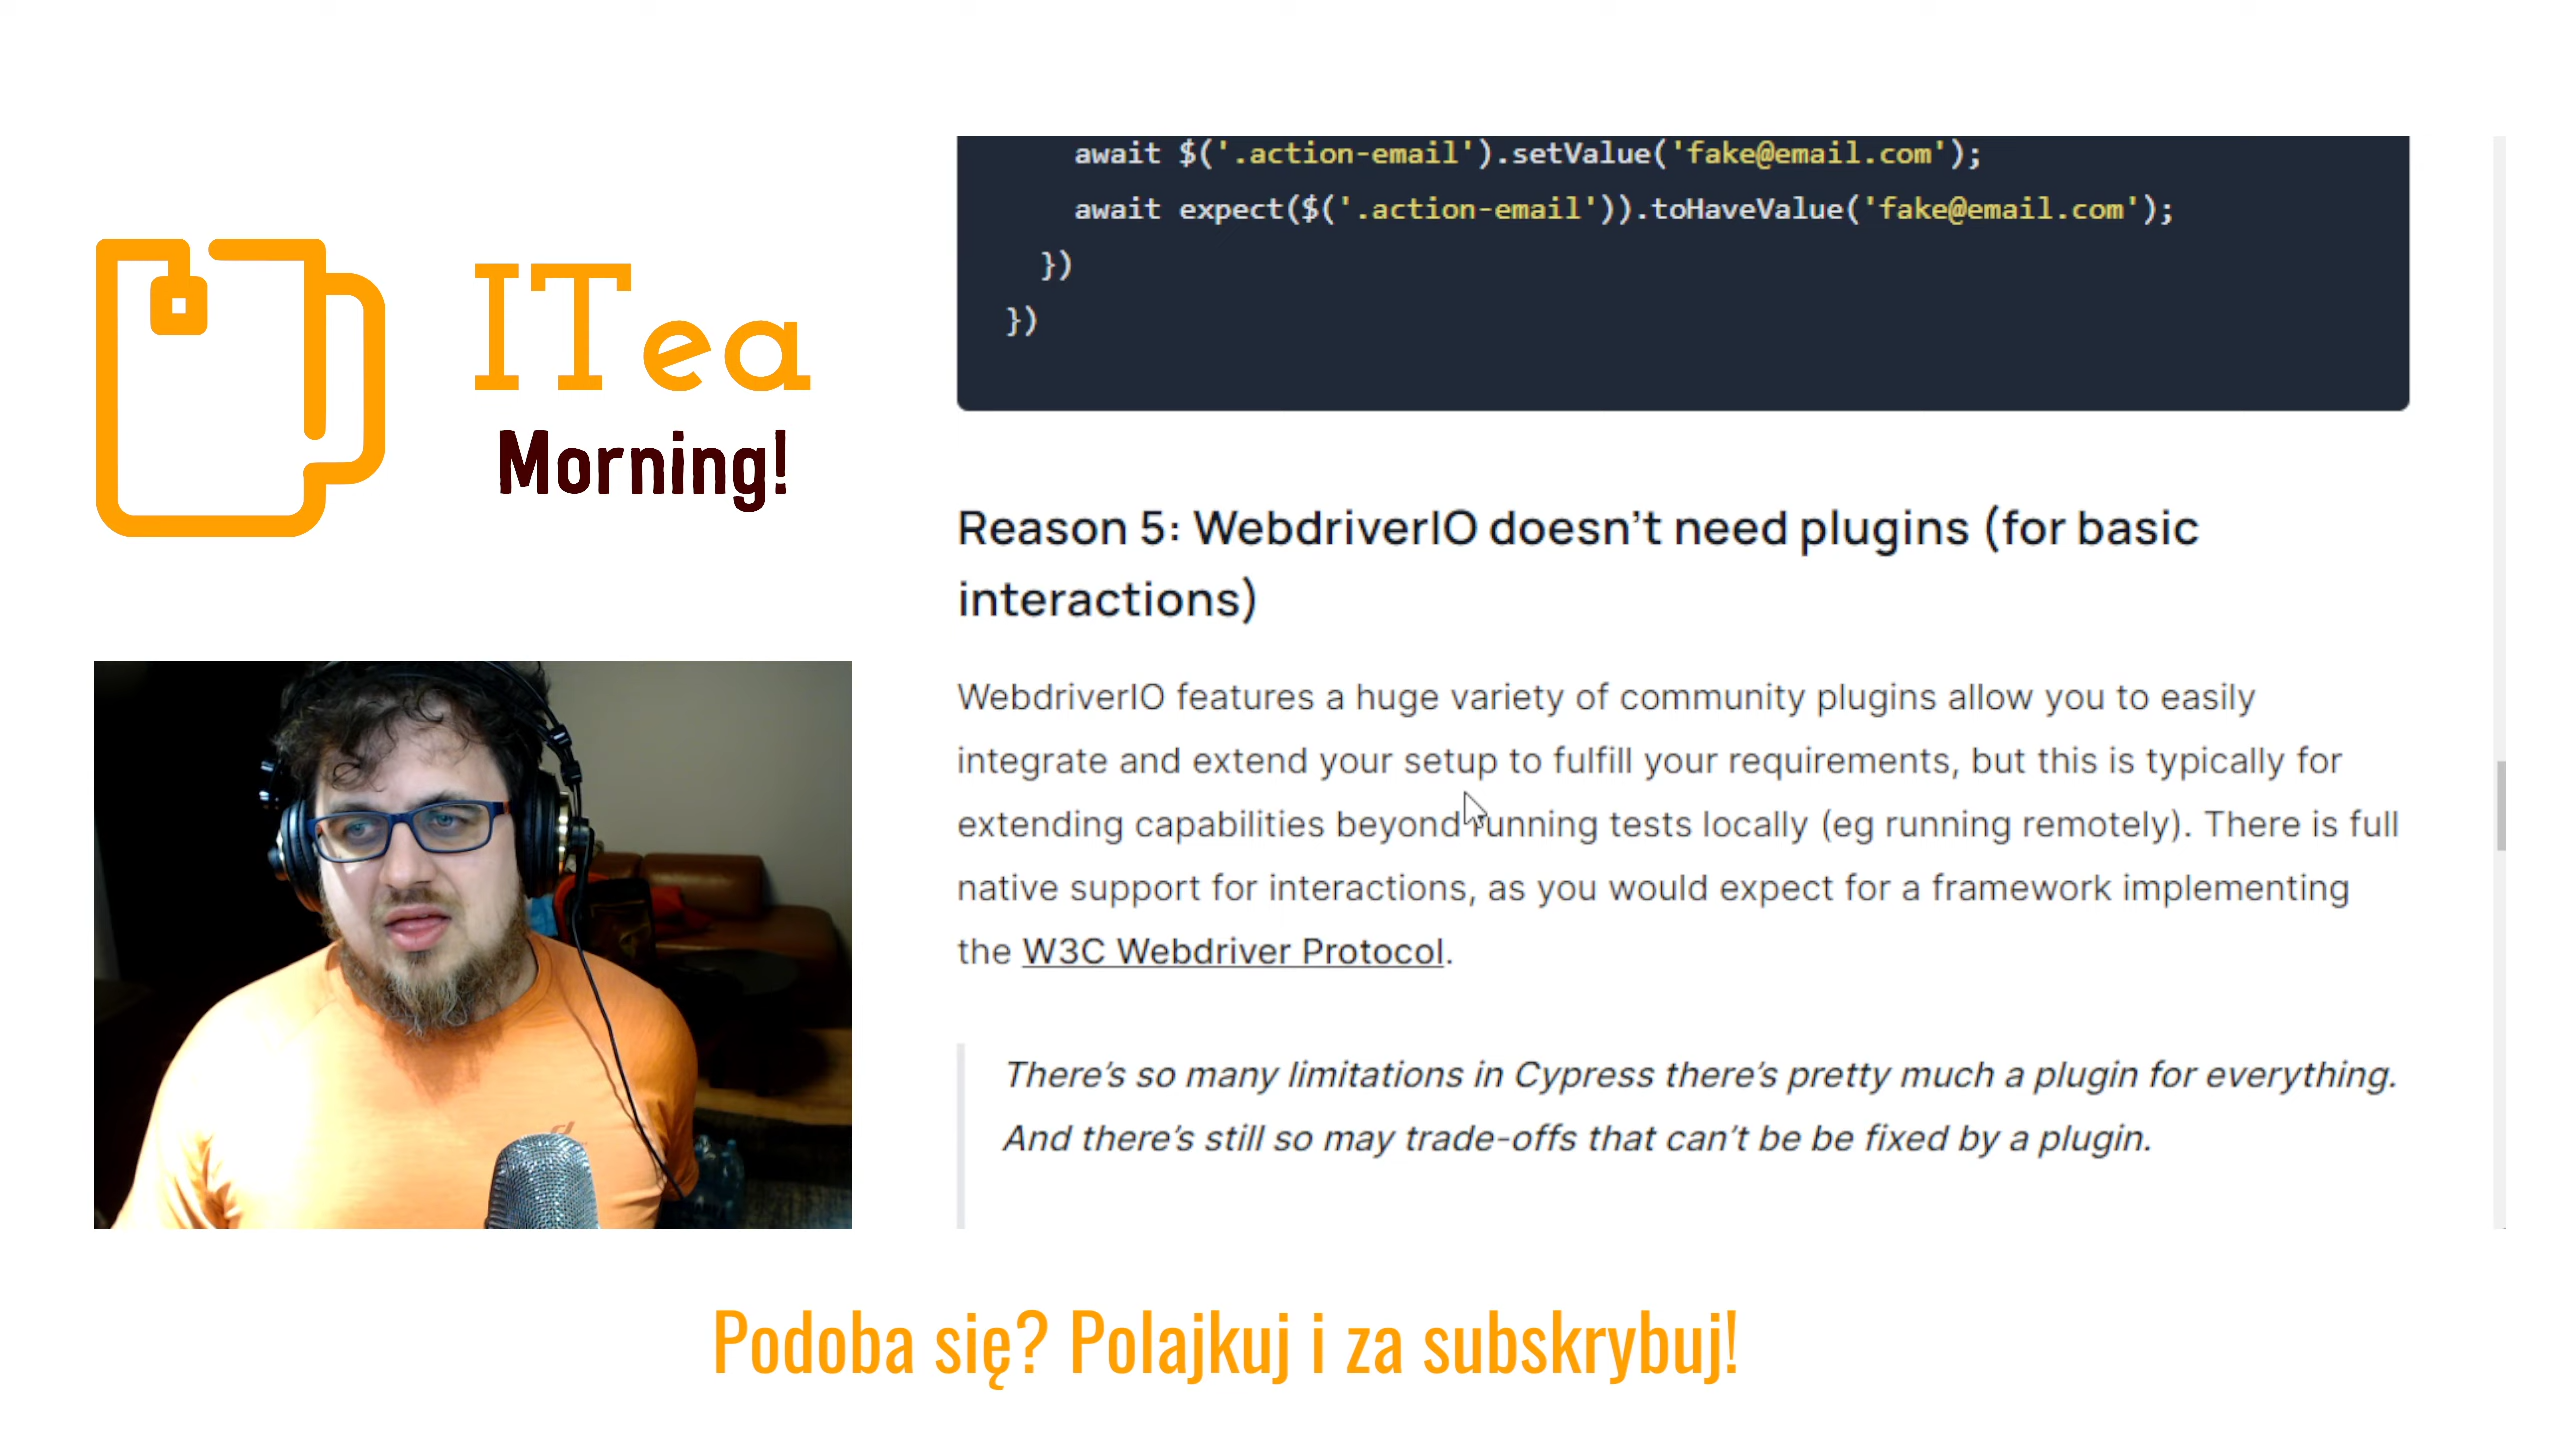 ITea
Morning!
await $('.action-email').setValue('fake@email.com');
await expect($('.action-email')).toHaveValue('fake@email.com');
})
})
Reason 5: WebdriverIO doesn't need plugins (for basic
interactions)
WebdriverIO features a huge variety of community plugins allow you to easily
integrate and extend your setup to fulfill your requirements, but this is typically for
extending capabilities beyond running tests locally (eg running remotely). There is full
native support for interactions, as you would expect for a framework implementing
the W3C Webdriver Protocol.
There's so many limitations in Cypress there's pretty much a plugin for everything.
And there's still so may trade-offs that can't be be fixed by a plugin.
Podoba się? Polajkuj i za subskrybuj!